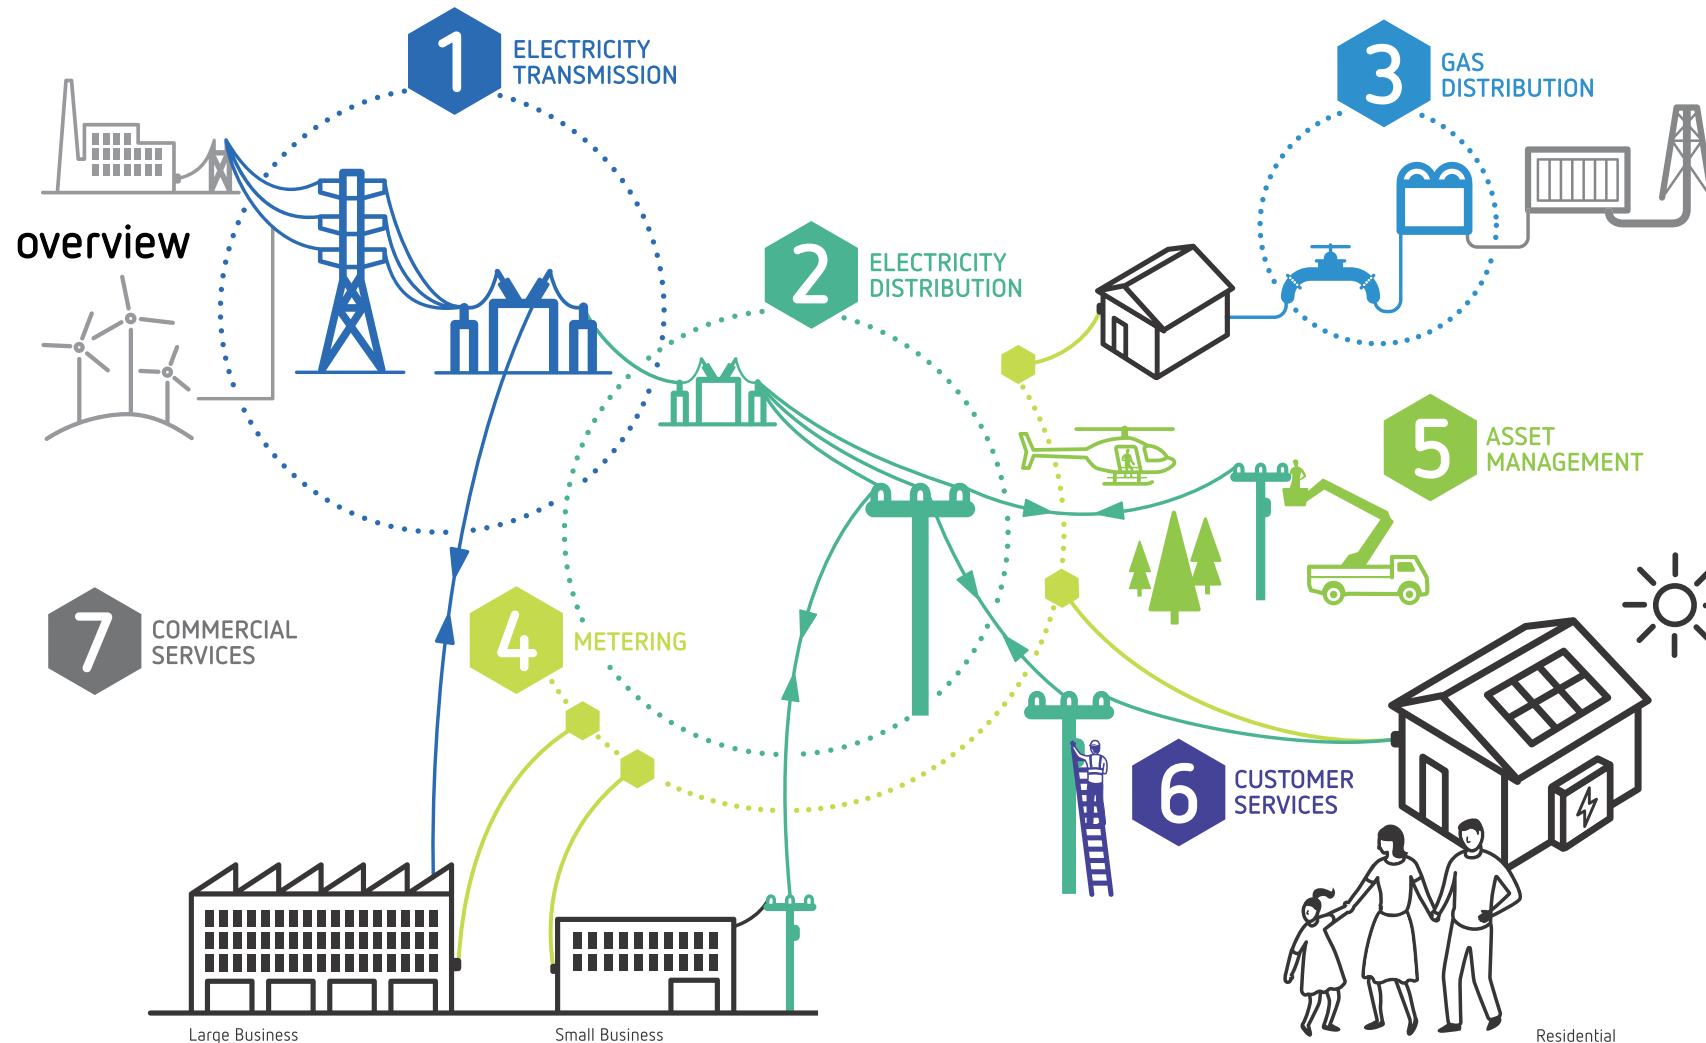 1
ELECTRICITY
TRANSMISSION
3
GAS
DISTRIBUTION
overview
2
ELECTRICITY
DISTRIBUTION
5
ASSET
MANAGEMENT
7
COMMERCIAL
SERVICES
4
METERING
6
CUSTOMER
SERVICES
Large Business
Small Business
Residential